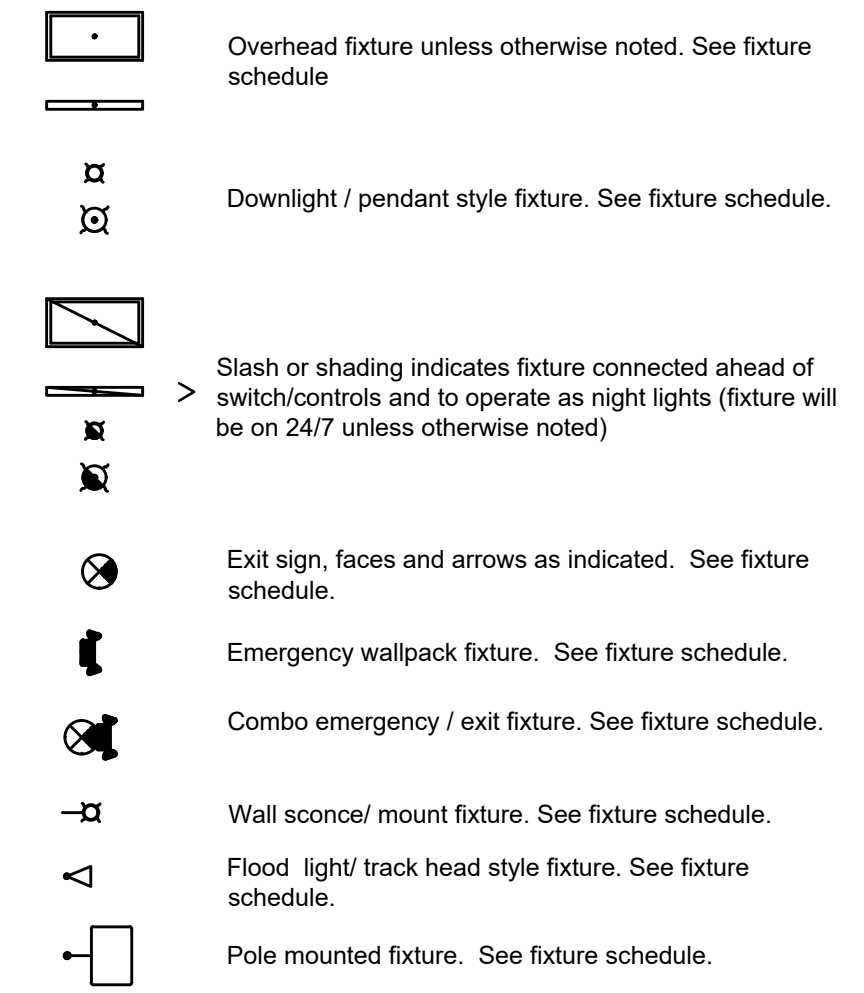 Overhead fixture unless otherwise noted. See fixture
schedule
Downlight / pendant style fixture. See fixture schedule.
Slash or shading indicates fixture connected ahead of
switch/controls and to operate as night lights (fixture will
be on 24/7 unless otherwise noted)
Exit sign, faces and arrows as indicated.  See fixture
schedule.
Emergency wallpack fixture.  See fixture schedule.
Combo emergency / exit fixture. See fixture schedule.
Wall sconce/ mount fixture. See fixture schedule.
Flood  light/ track head style fixture. See fixture
schedule.
Pole mounted fixture.  See fixture schedule.